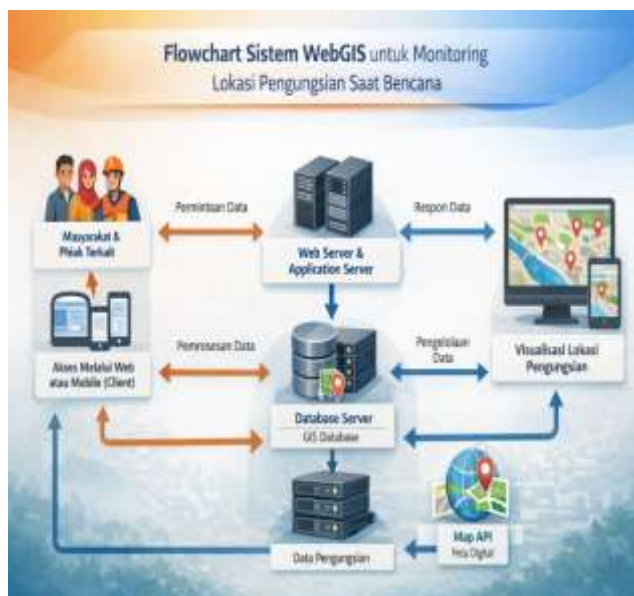 Flowchart Sistem WebGIS untuk Monitoring
Lokasi Pengungsian Saat Bencana
Permintaan Data
Respon Data
Masyarakat &
Pihak Terkait
Web Server &
Application Server
Pemrosesan Data
Pengelolaan
Data
Visualisasi Lokasi
Pengungsian
Akses Melalui Web
atau Mobile (Client)
Database Server
GIS Database
Data Pengungsian
Map API
Peta Digital